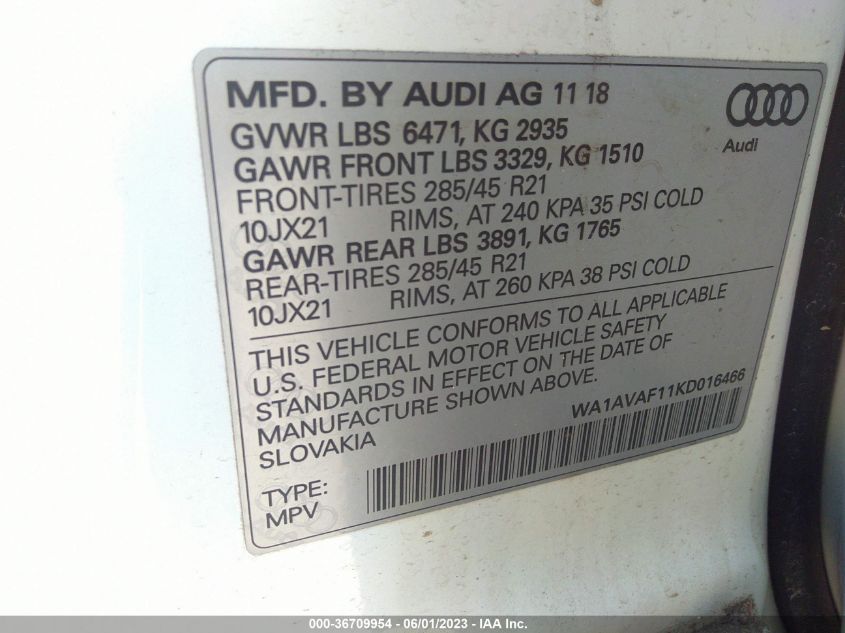 MFD. BY AUDI AG 11 18
GVWR LBS 6471, KG 2935
GAWR FRONT LBS 3329, KG 1510
FRONT-TIRES 285/45 R21
10JX21 RIMS, AT 240 KPA 35 PSI COLD
GAWR REAR LBS 3891, KG 1765
REAR-TIRES 285/45 R21
10JX21 RIMS, AT 260 KPA 38 PSI COLD
Audi
THIS VEHICLE CONFORMS TO ALL APPLICABLE
U.S. FEDERAL MOTOR VEHICLE SAFETY
STANDARDS IN EFFECT ON THE DATE OF
MANUFACTURE SHOWN ABOVE.
SLOVAKIA
WA1AVAF11KD016466
TYPE:
MPV
000-36709954 - 06/01/2023 - IAA Inc.